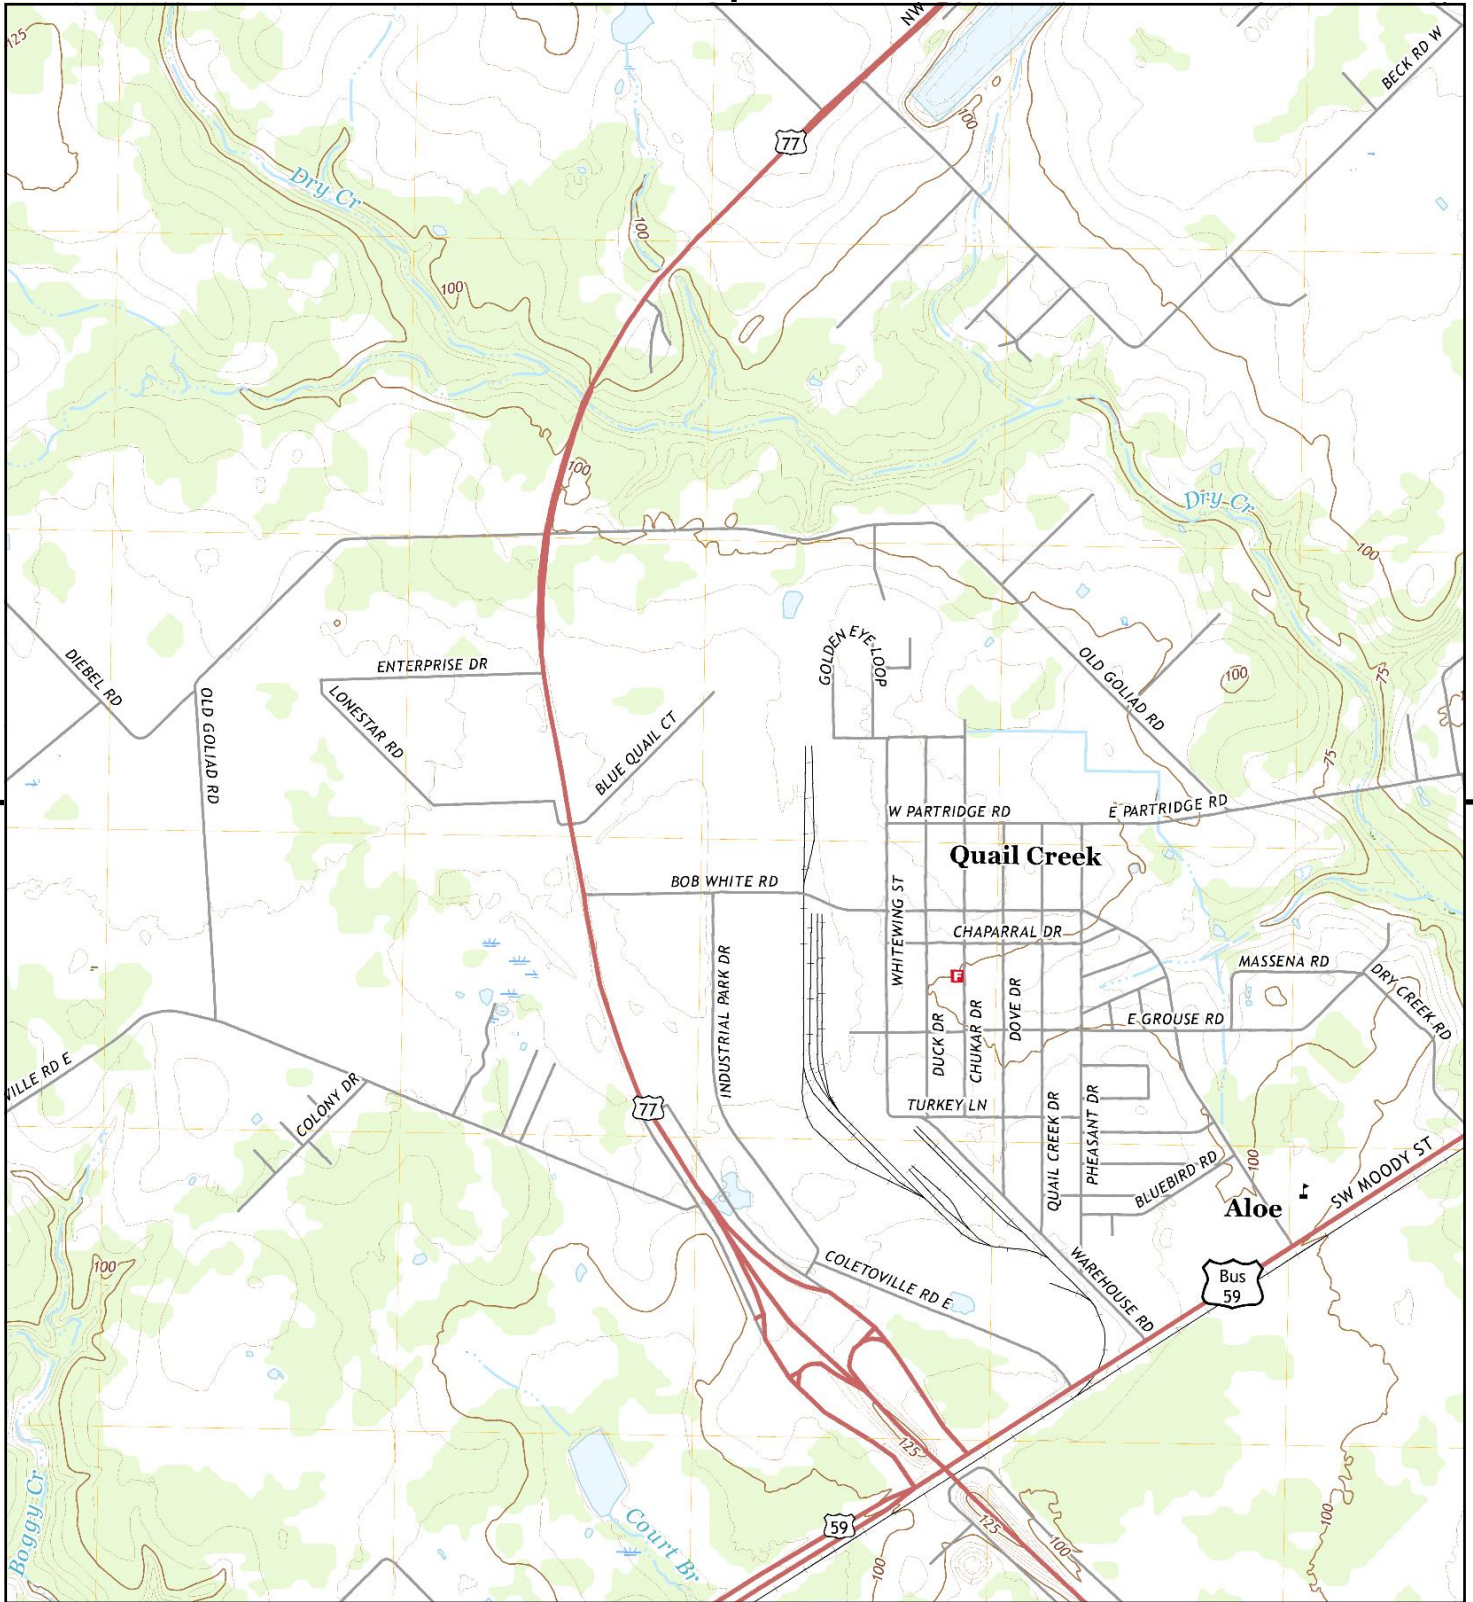 NW
125
BECK RD W
77
100
Dry Cr
100
100
100
Dry Cr
100
GOLDEN EYE LOOP
DIEBEL RD
ENTERPRISE DR
OLD GOLIAD RD
100
75
OLD GOLIAD RD
LONESTAR RD
BLUE QUAIL CT
75
W PARTRIDGE RD
E PARTRIDGE RD
Quail Creek
BOB WHITE RD
WHITEWING ST
CHAPARRAL DR
MASSENA RD
F
INDUSTRIAL PARK DR
DRY CREEK RD
DUCK DR
CHUKAR DR
DOVE DR
E GROUSE RD
VILLE RD E
COLONY DR
77
TURKEY LN
QUAIL CREEK DR
PHEASANT DR
100
BLUEBIRD RD
SW MOODY ST
Aloe
100
COLETOVILLE RD E
WAREHOUSE RD
Bus
59
125
Boggy Cr
Court Br
59
125
100
100
100